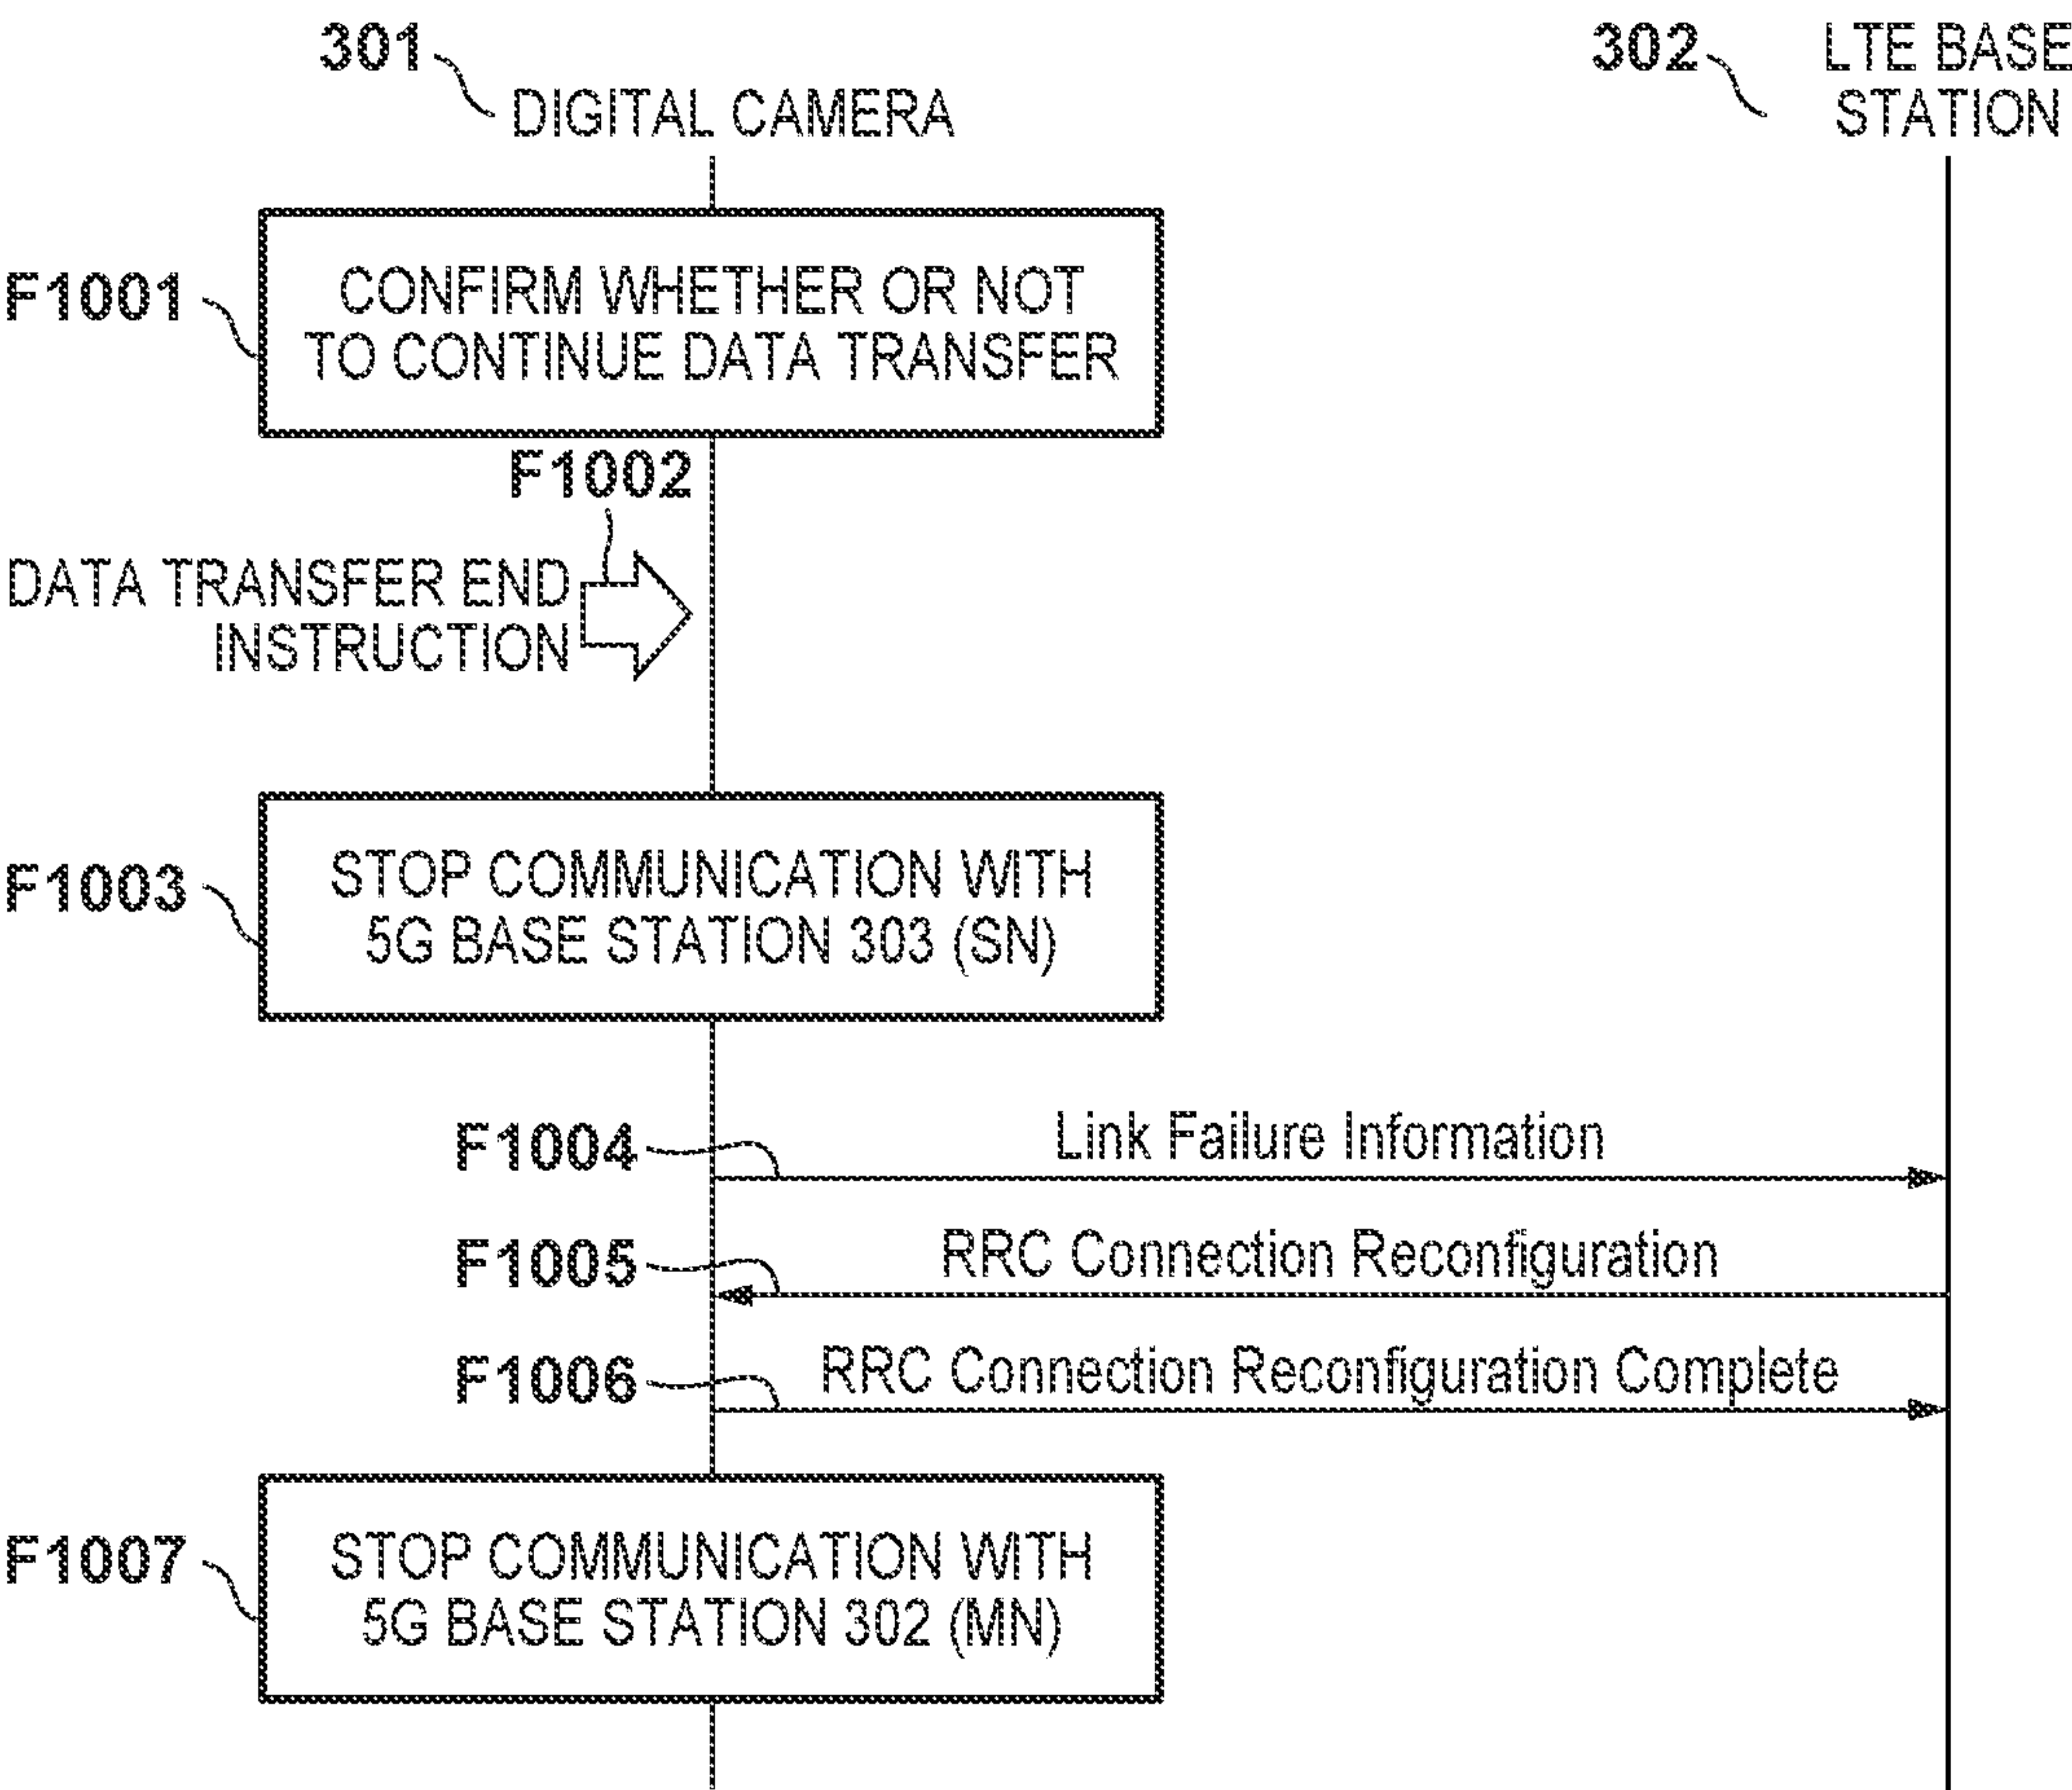 301
DIGITAL CAMERA
302
LTE BASE
STATION
F1001
CONFIRM WHETHER OR NOT
TO CONTINUE DATA TRANSFER
F1002
DATA TRANSFER END
INSTRUCTION
F1003
STOP COMMUNICATION WITH
5G BASE STATION 303 (SN)
F1004
Link Failure Information
F1005
RRC Connection Reconfiguration
F1006
RRC Connection Reconfiguration Complete
F1007
STOP COMMUNICATION WITH
5G BASE STATION 302 (MN)